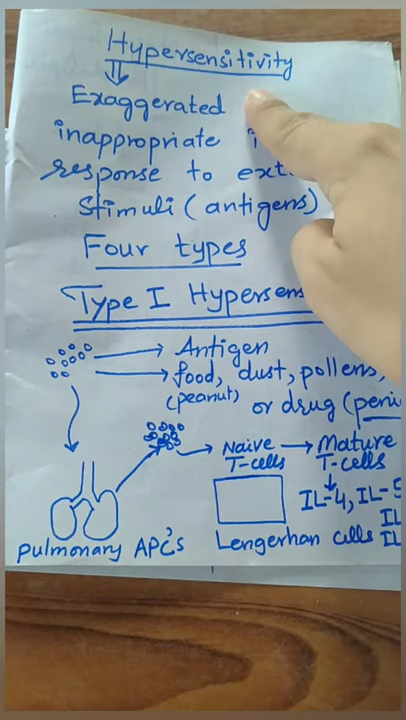 Hypersensitivity
Exaggerated
inappropriate
response to ext
Stimuli (antigens)
Four types
Type I Hypersens
Antigen
food, dust, pollens,
(peanut) or drug (peni
Naive → Mature
T-cells T-cells
IL-4, IL-5
IL
Pulmonary APC's Lengerhan cells IL